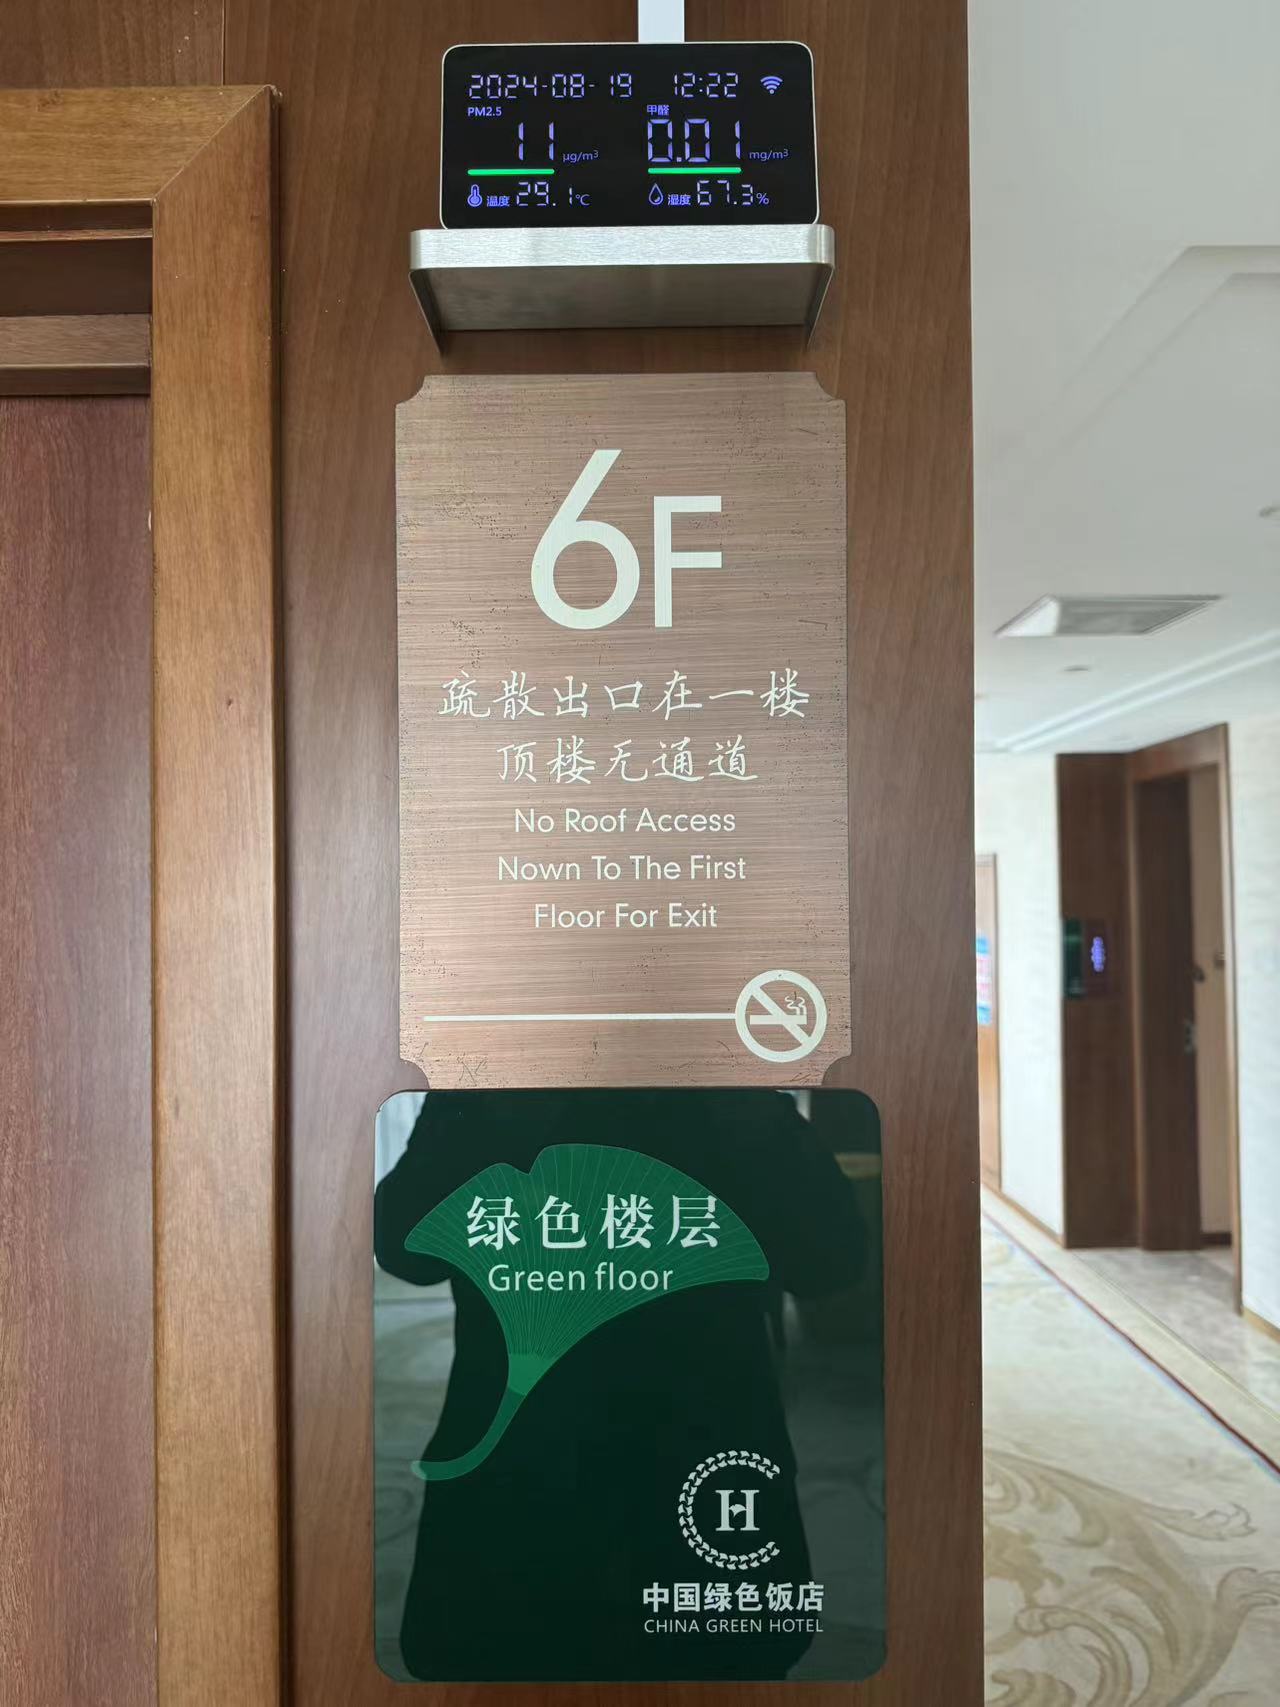 2024-08-19 12:22
PM2.5 甲醛
11 μg/m³ 0.01 mg/m³
温度 29.1℃ 湿度 67.3%
6F
疏散出口在一楼
顶楼无通道
No Roof Access
Nown To The First
Floor For Exit
绿色楼层
Green floor
H
中国绿色饭店
CHINA GREEN HOTEL